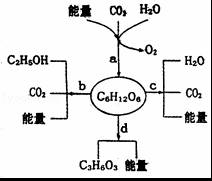 能量 CO₂ H₂O
O₂
a
C₂H₅OH
CO₂
能量
b
C₆H₁₂O₆
c
H₂O
CO₂
能量
d
C₃H₆O₃ 能量